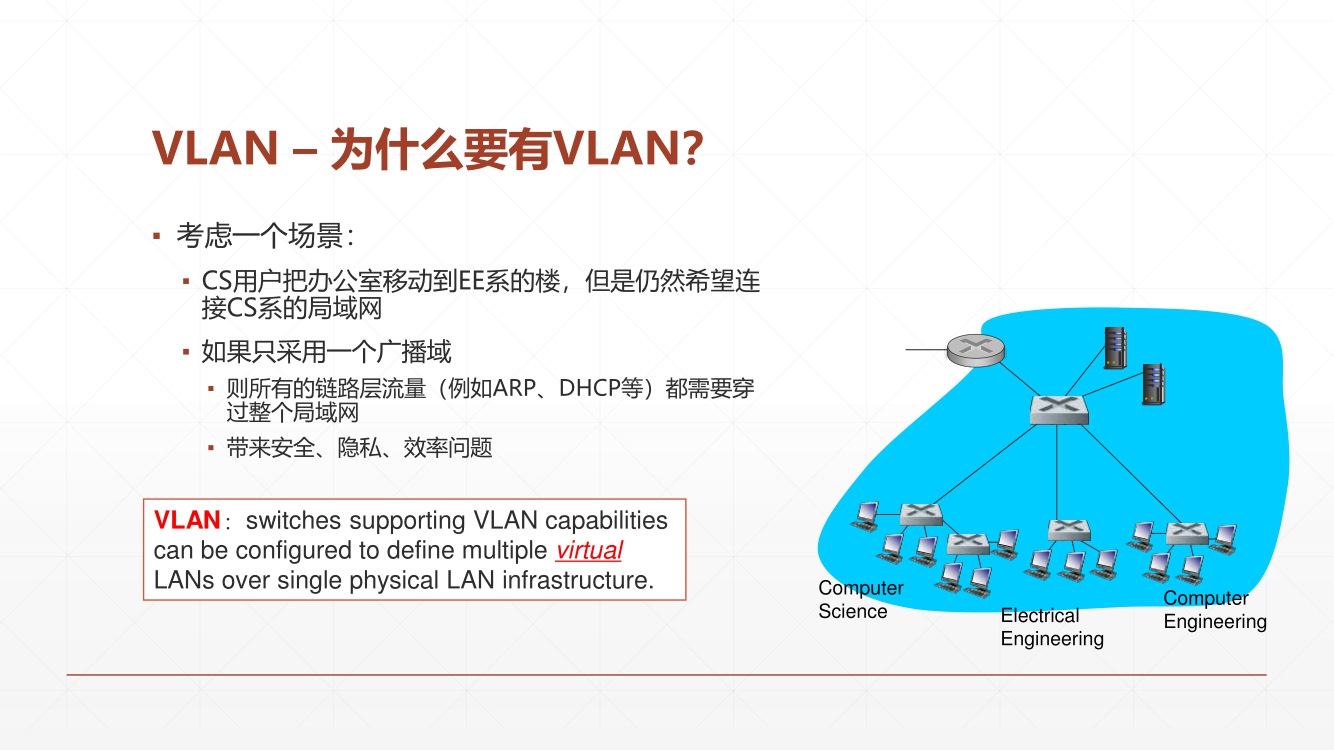 VLAN – 为什么要有VLAN?
▪ 考虑一个场景：
▪ CS用户把办公室移动到EE系的楼，但是仍然希望连
接CS系的局域网
▪ 如果只采用一个广播域
▪ 则所有的链路层流量（例如ARP、DHCP等）都需要穿
过整个局域网
▪ 带来安全、隐私、效率问题
VLAN：switches supporting VLAN capabilities
can be configured to define multiple virtual
LANs over single physical LAN infrastructure.
Computer
Science
Electrical
Engineering
Computer
Engineering